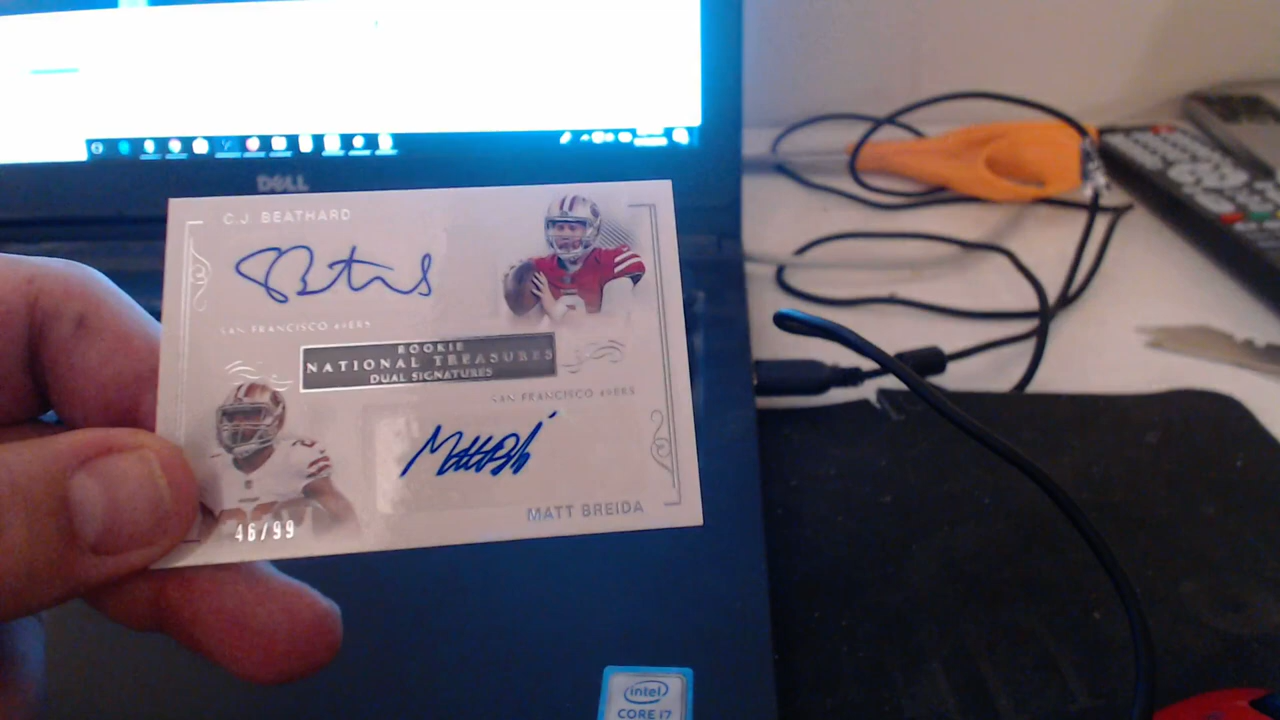 DELL
C.J. BEATHARD
SAN FRANCISCO 49ERS
ROOKIE
NATIONAL TREASURES
DUAL SIGNATURES
SAN FRANCISCO 49ERS
MATT BREIDA
46/99
intel
CORE i7